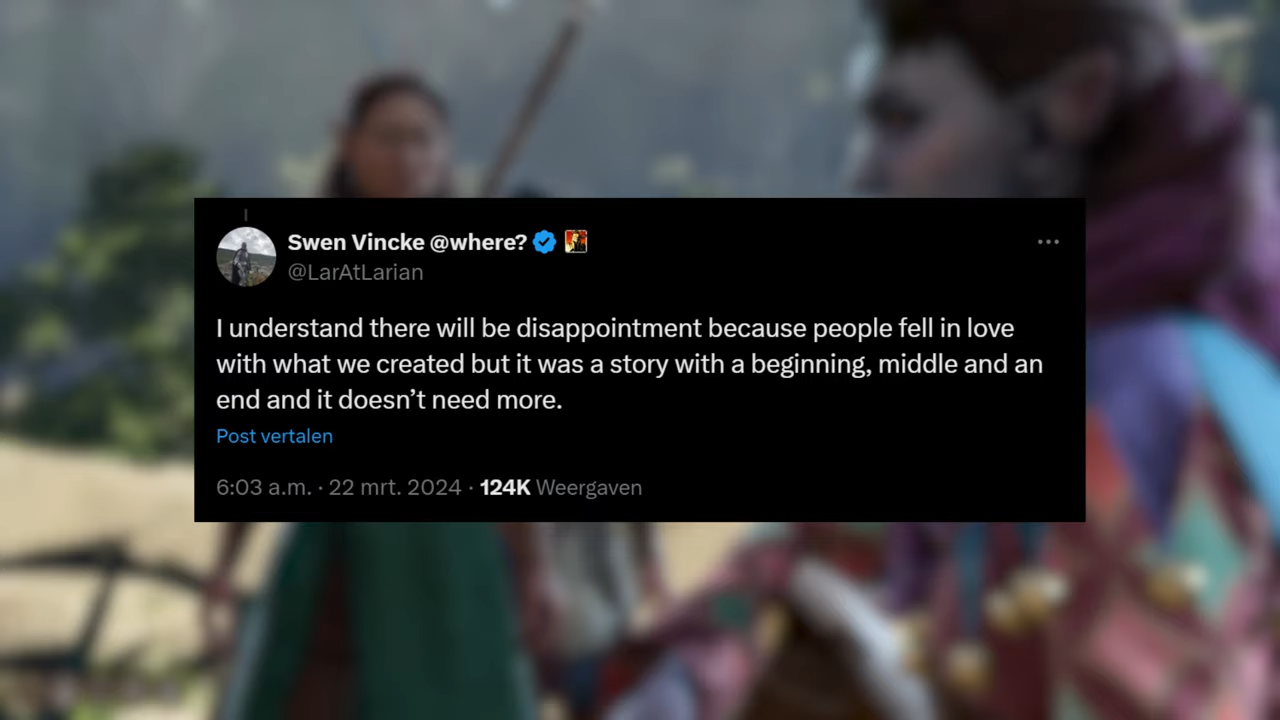 Swen Vincke @where?
@LarAtLarian
I understand there will be disappointment because people fell in love
with what we created but it was a story with a beginning, middle and an
end and it doesn’t need more.
Post vertalen
6:03 a.m. · 22 mrt. 2024 · 124K Weergaven